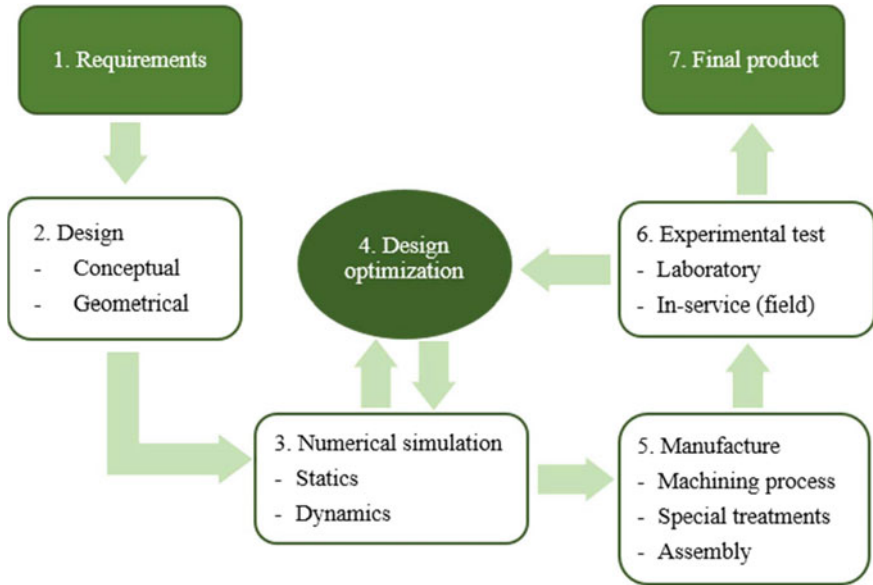 1. Requirements
2. Design
- Conceptual
- Geometrical
3. Numerical simulation
- Statics
- Dynamics
4. Design
optimization
5. Manufacture
- Machining process
- Special treatments
- Assembly
6. Experimental test
- Laboratory
- In-service (field)
7. Final product